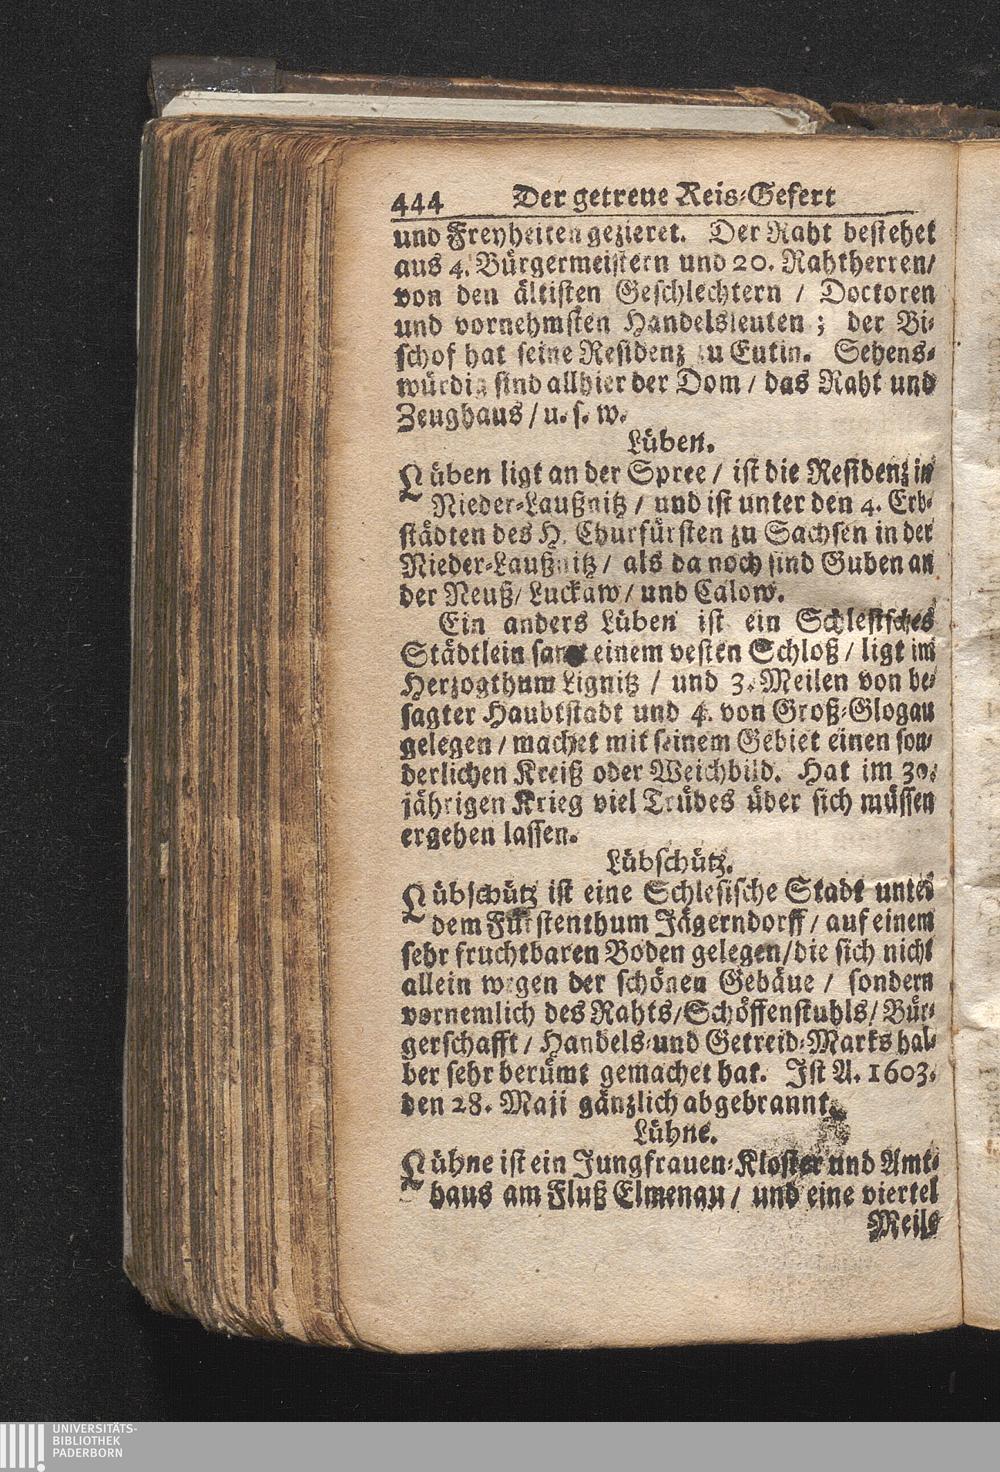 444 Der getreue Reis-Gefert
und Freyheiten gezieret. Der Raht bestehet
aus 4. Bürgermeistern und 20. Rahtherren/
von den ältisten Geschlechtern / Doctoren
und vornehmsten Handelsleuten ; der Bi-
schof hat seine Residenz zu Eutin. Sehens-
würdig sind allhier der Dom / das Raht und
Zeughaus / u. s. w.
Lüben.
Lüben ligt an der Spree / ist die Residenz in
Nieder-Laußnitz / und ist unter den 4. Erb-
städten des H. Churfürsten zu Sachsen in der
Nieder-Laußnitz / als da noch sind Guben an
der Neuß/ Luckaw / und Calow.
Ein anders Lüben ist ein Schlesisches
Städtlein samt einem vesten Schloß / ligt im
Herzogthum Lignitz / und 3. Meilen von be-
sagter Haubtstadt und 4. von Groß-Glogau
gelegen / machet mit seinem Gebiet einen son-
derlichen Kreiß oder Weichbild. Hat im 30.
jährigen Krieg viel Trübes über sich müssen
ergehen lassen.
Lübschütz.
Lübschütz ist eine Schlesische Stadt unter
dem Fürstenthum Jägerndorff / auf einem
sehr fruchtbaren Boden gelegen/die sich nicht
allein wegen der schönen Gebäue / sondern
vornemlich des Rahts/Schöffenstuhls/ Bür-
gerschafft / Handels-und Getreid-Marks hal-
ber sehr berümt gemachet hat. Ist A. 1603.
den 28. Maji gänzlich abgebrannt.
Lühne.
Lühne ist ein Jungfrauen-Kloster und Amt-
haus am Fluß Elmenau / und eine viertel
Meile
UNIVERSITÄTS-
BIBLIOTHEK
PADERBORN